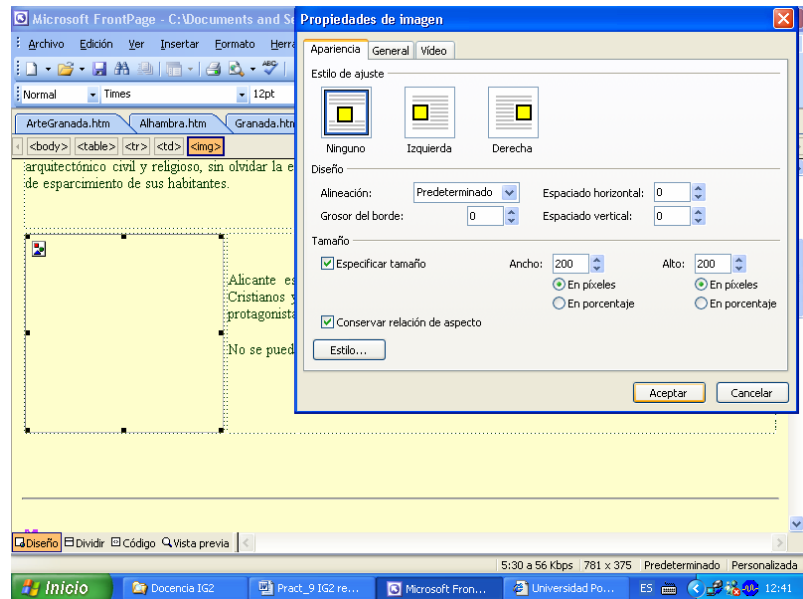 Microsoft FrontPage - C:\Documents and Se
Propiedades de imagen
Archivo Edición Ver Insertar Formato Herra
Normal Times 12pt
ArteGranada.htm Alhambra.htm Granada.htm
<body> <table> <tr> <td> <img>
arquitectónico civil y religioso, sin olvidar la e
de esparcimiento de sus habitantes.
Alicante es
Cristianos y
protagonista
No se pued
Apariencia General Vídeo
Estilo de ajuste
Ninguno Izquierda Derecha
Diseño
Alineación: Predeterminado Espaciado horizontal: 0
Grosor del borde: 0 Espaciado vertical: 0
Tamaño
Especificar tamaño Ancho: 200 Alto: 200
En píxeles En píxeles
En porcentaje En porcentaje
Conservar relación de aspecto
Estilo...
Aceptar Cancelar
Diseño Dividir Código Vista previa
5:30 a 56 Kbps 781 x 375 Predeterminado Personalizada
Inicio Docencia IG2 Pract_9 IG2 re... Microsoft Fron... Universidad Po... ES 12:41